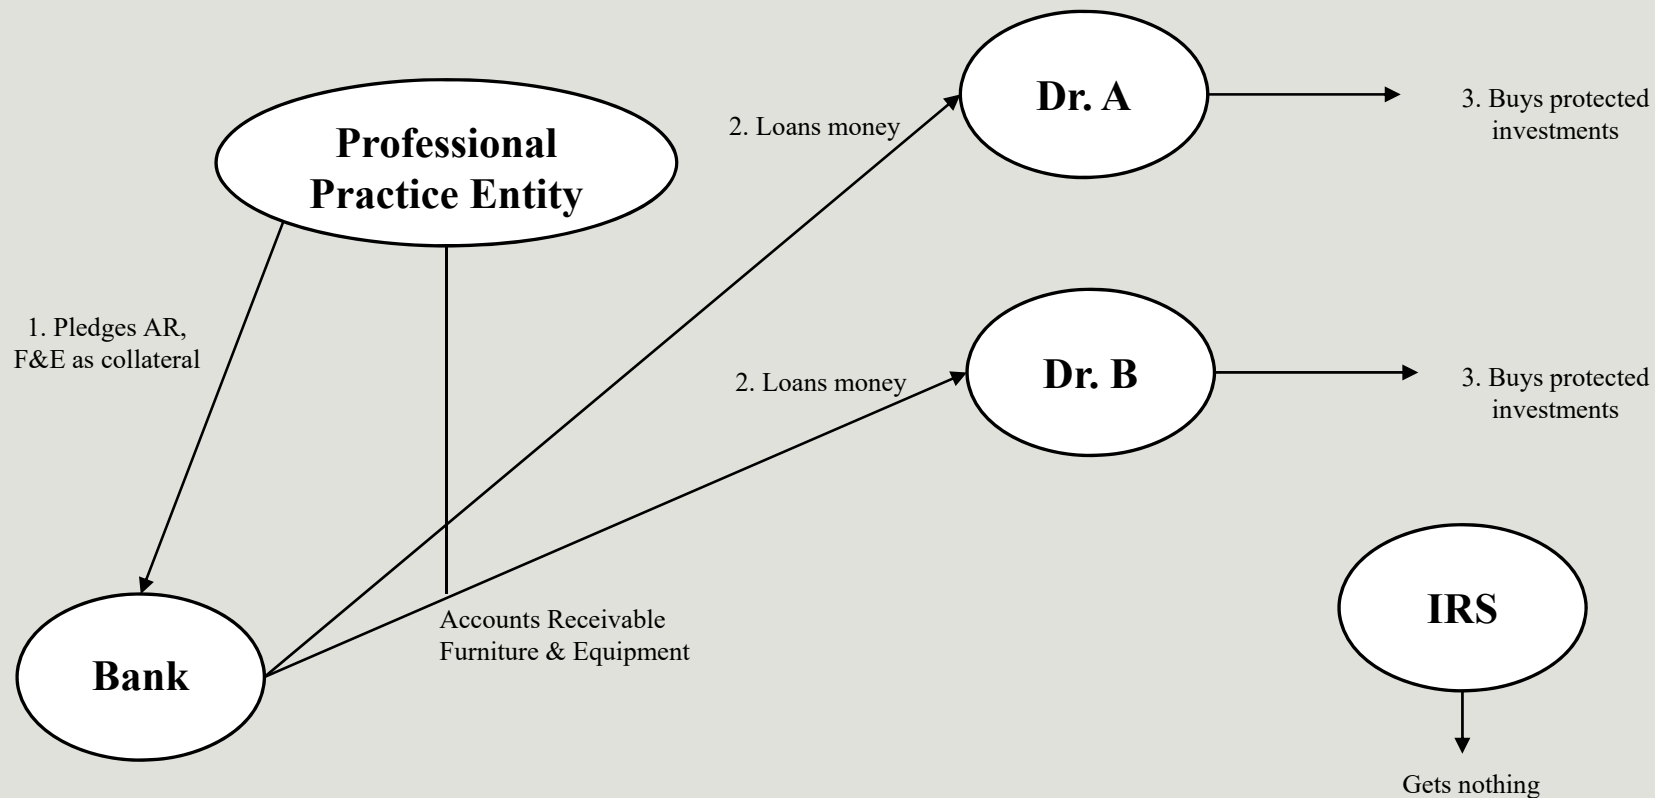 Professional
Practice Entity
Dr. A
2. Loans money
3. Buys protected
investments
1. Pledges AR,
F&E as collateral
Dr. B
2. Loans money
3. Buys protected
investments
Accounts Receivable
Furniture & Equipment
Bank
IRS
Gets nothing